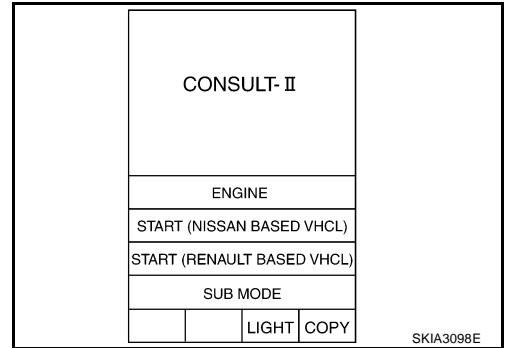 CONSULT-II
ENGINE
START (NISSAN BASED VHCL)
START (RENAULT BASED VHCL)
SUB MODE
LIGHT COPY
SKIA3098E